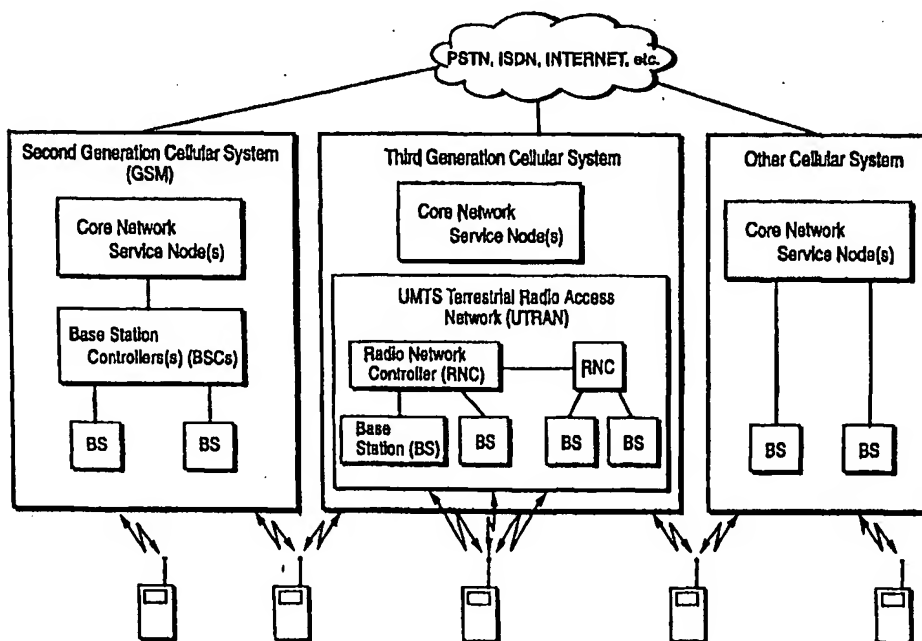 PSTN, ISDN, INTERNET, etc.
Second Generation Cellular System
(GSM)
Core Network
Service Node(s)
Base Station
Controllers(s) (BSCs)
BS
BS
Third Generation Cellular System
Core Network
Service Node(s)
UMTS Terrestrial Radio Access
Network (UTRAN)
Radio Network
Controller (RNC)
RNC
Base
Station (BS)
BS
BS
BS
Other Cellular System
Core Network
Service Node(s)
BS
BS